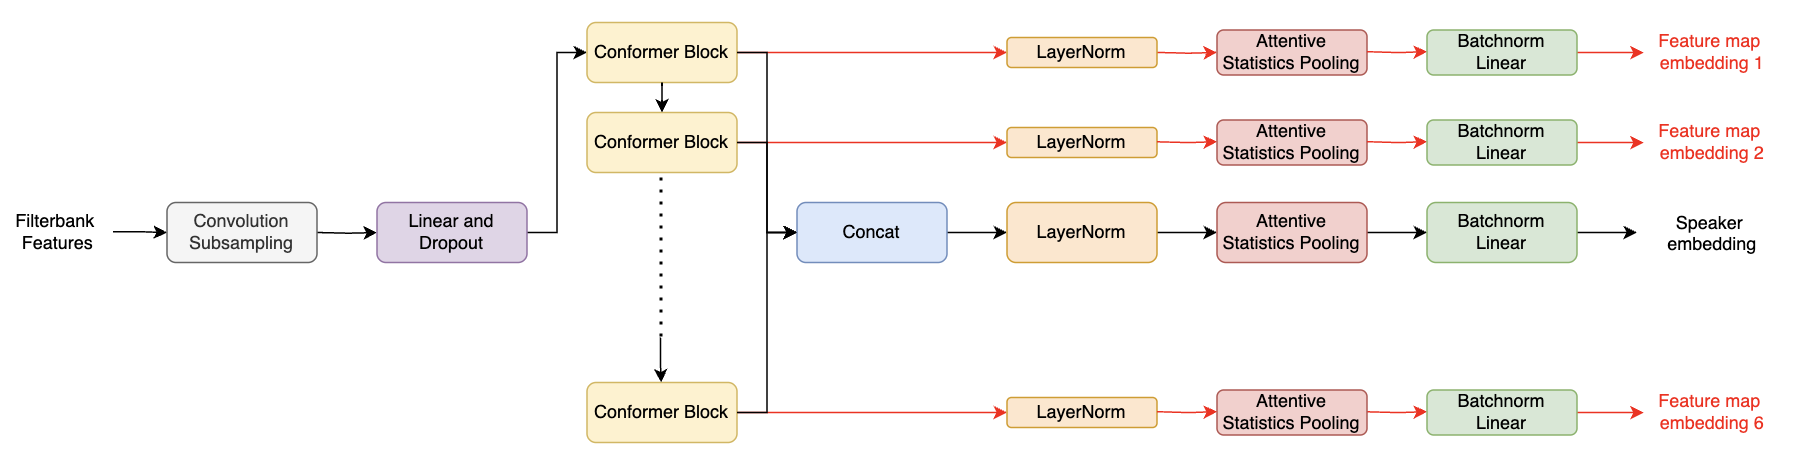 Filterbank
Features
Convolution
Subsampling
Linear and
Dropout
Conformer Block
LayerNorm
Attentive
Statistics Pooling
Batchnorm
Linear
Feature map
embedding 1
Conformer Block
LayerNorm
Attentive
Statistics Pooling
Batchnorm
Linear
Feature map
embedding 2
Concat
LayerNorm
Attentive
Statistics Pooling
Batchnorm
Linear
Speaker
embedding
Conformer Block
LayerNorm
Attentive
Statistics Pooling
Batchnorm
Linear
Feature map
embedding 6